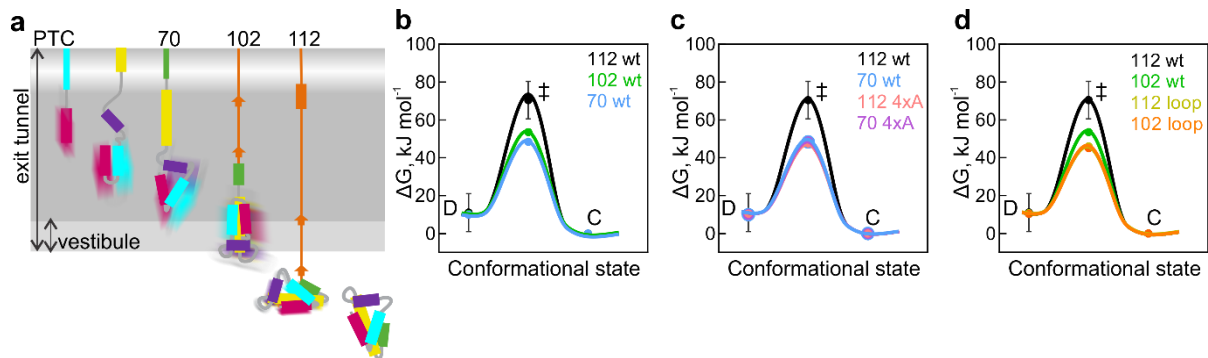 a
PTC 70 102 112
exit tunnel
vestibule
b
ΔG, kJ mol⁻¹
100
80
60
40
20
0
112 wt
102 wt
70 wt
‡
D
C
Conformational state
c
ΔG, kJ mol⁻¹
100
80
60
40
20
0
112 wt
70 wt
112 4xA
70 4xA
‡
D
C
Conformational state
d
ΔG, kJ mol⁻¹
100
80
60
40
20
0
112 wt
102 wt
112 loop
102 loop
‡
D
C
Conformational state